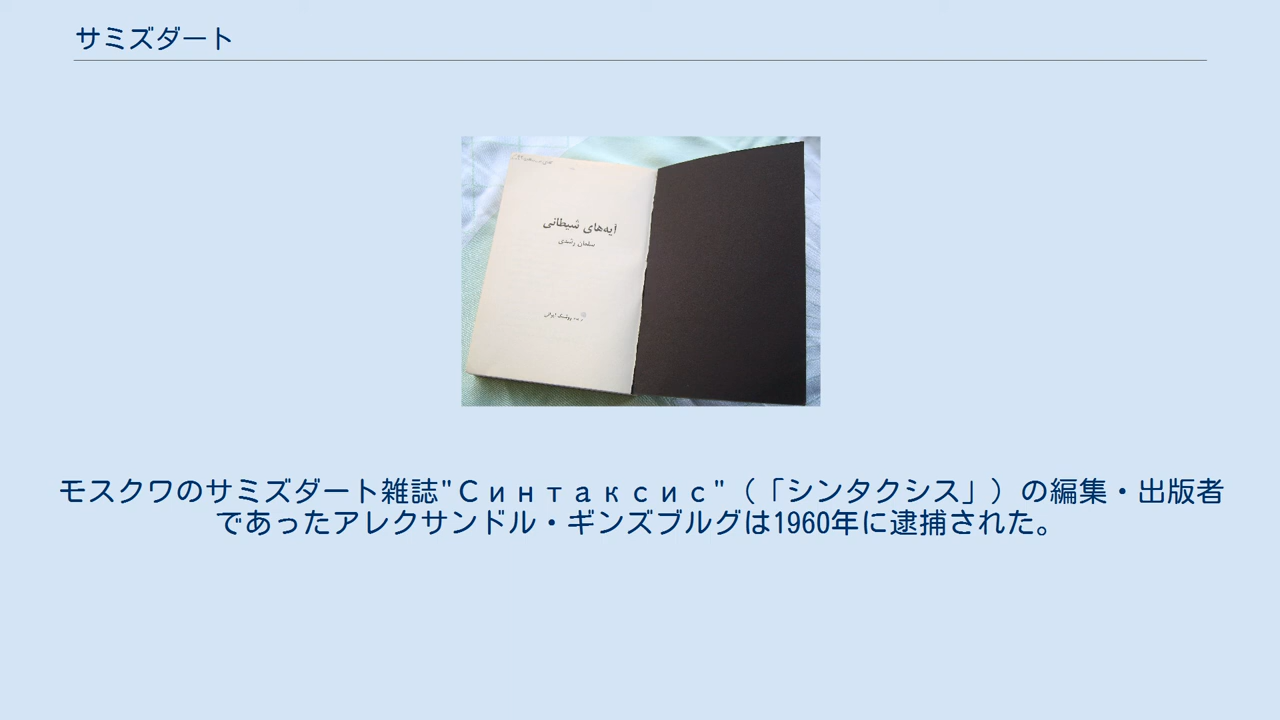 サミズダート
آیه‌های شیطانی
سلمان رشدی
モスクワのサミズダート雑誌"Синтаксис"（「シンタクシス」）の編集・出版者
であったアレクサンドル・ギンズブルグは1960年に逮捕された。